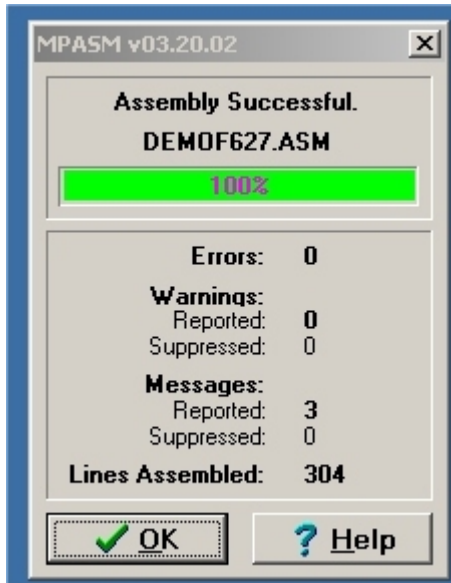 MPASM v03.20.02
Assembly Successful.
DEMOF627.ASM
100%
Errors: 0
Warnings:
Reported: 0
Suppressed: 0
Messages:
Reported: 3
Suppressed: 0
Lines Assembled: 304
OK
? Help